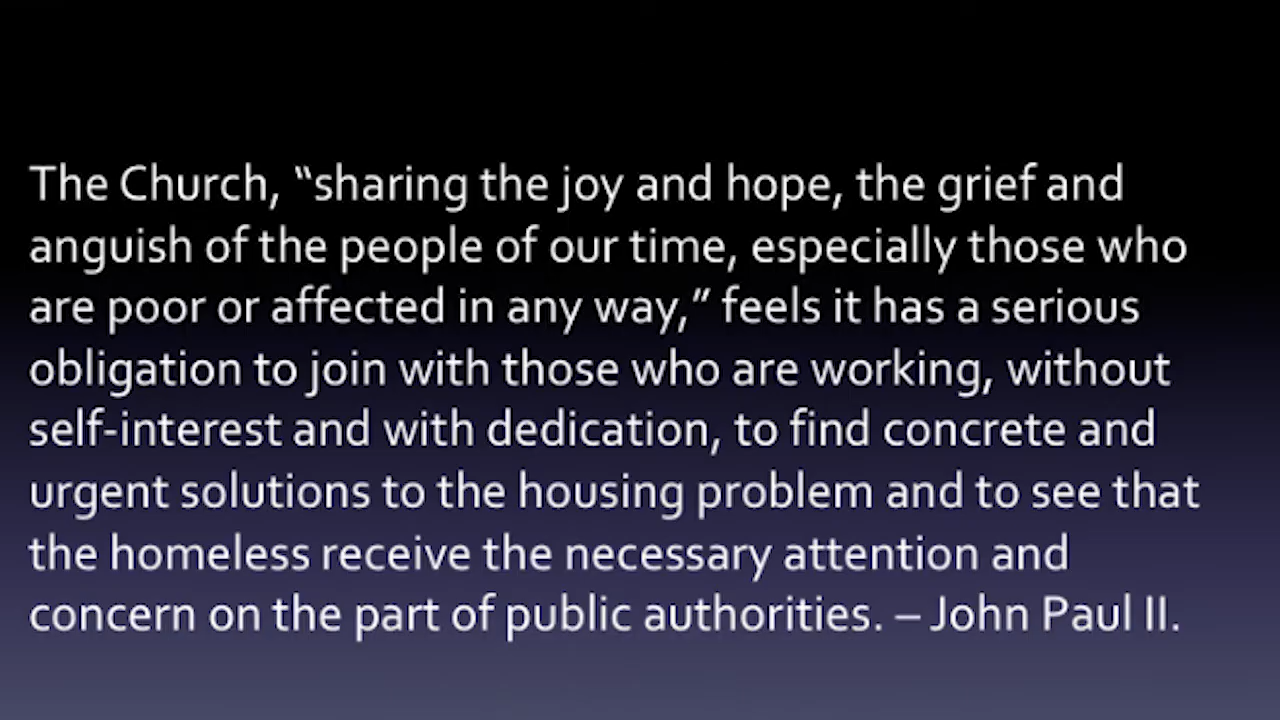 The Church, “sharing the joy and hope, the grief and
anguish of the people of our time, especially those who
are poor or affected in any way,” feels it has a serious
obligation to join with those who are working, without
self-interest and with dedication, to find concrete and
urgent solutions to the housing problem and to see that
the homeless receive the necessary attention and
concern on the part of public authorities. – John Paul II.